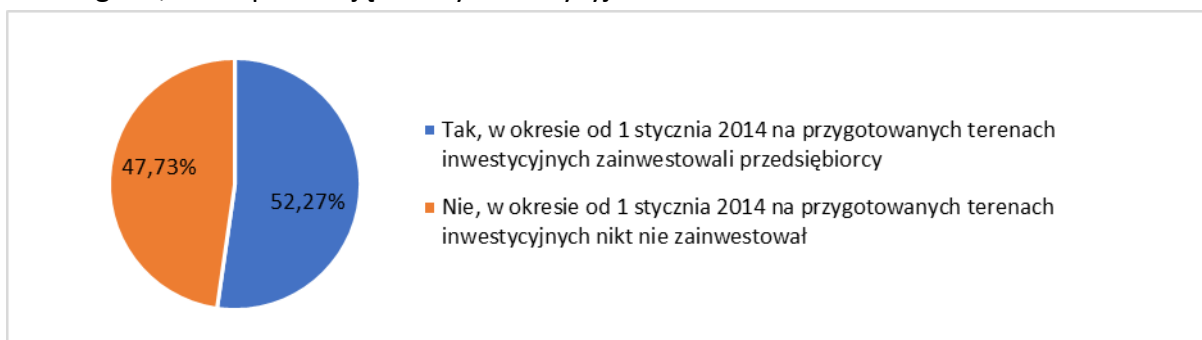 47,73%
52,27%
Tak, w okresie od 1 stycznia 2014 na przygotowanych terenach
inwestycyjnych zainwestowali przedsiębiorcy
Nie, w okresie od 1 stycznia 2014 na przygotowanych terenach
inwestycyjnych nikt nie zainwestował